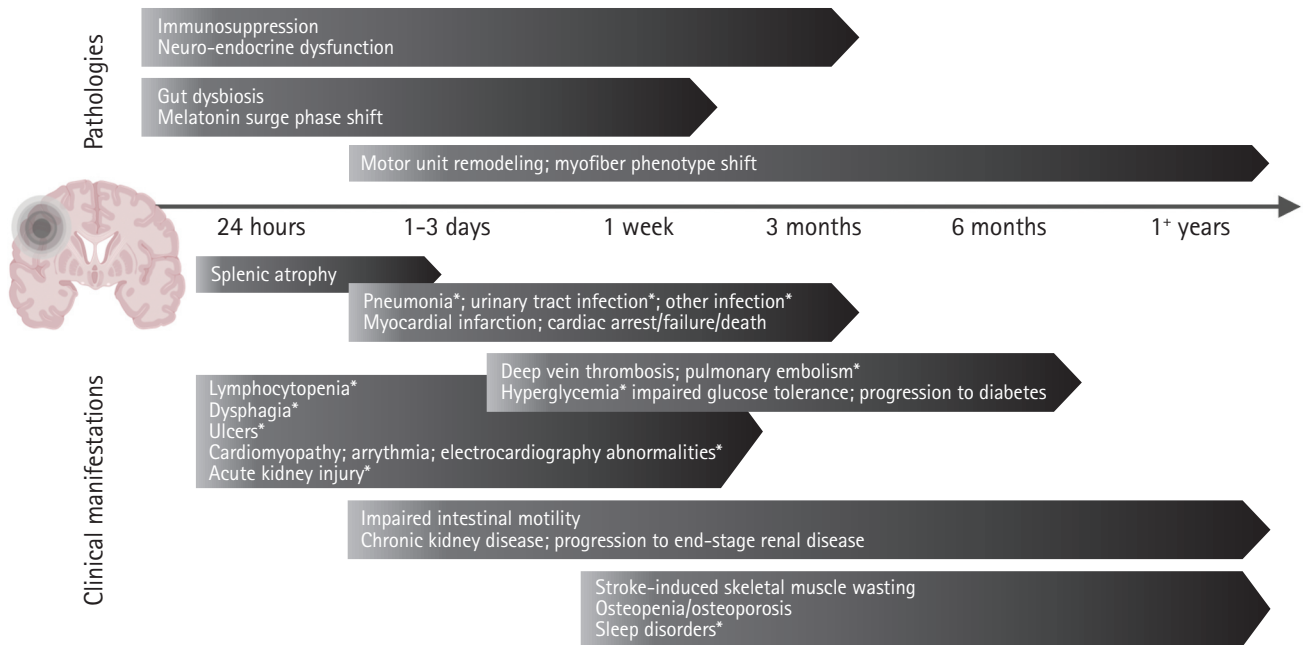 Pathologies
Immunosuppression
Neuro-endocrine dysfunction
Gut dysbiosis
Melatonin surge phase shift
Motor unit remodeling; myofiber phenotype shift
24 hours
1-3 days
1 week
3 months
6 months
1⁺ years
Clinical manifestations
Splenic atrophy
Pneumonia*; urinary tract infection*; other infection*
Myocardial infarction; cardiac arrest/failure/death
Deep vein thrombosis; pulmonary embolism*
Hyperglycemia* impaired glucose tolerance; progression to diabetes
Lymphocytopenia*
Dysphagia*
Ulcers*
Cardiomyopathy; arrythmia; electrocardiography abnormalities*
Acute kidney injury*
Impaired intestinal motility
Chronic kidney disease; progression to end-stage renal disease
Stroke-induced skeletal muscle wasting
Osteopenia/osteoporosis
Sleep disorders*